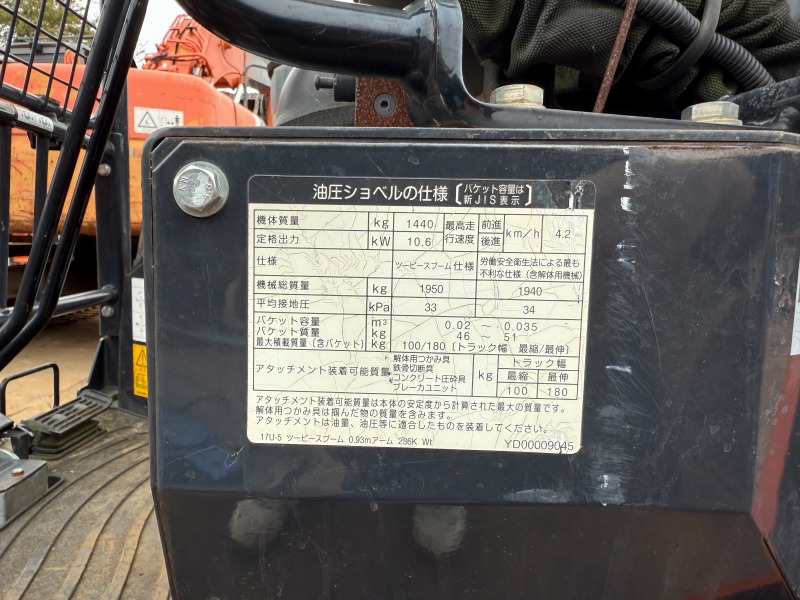 油圧ショベルの仕様 [バケット容量は 新JIS表示]
機体質量 kg 1440 最高走行速度 前進 後進 km/h 4.2
定格出力 kW 10.6
仕様 ツーピースブーム仕様 労働安全衛生法による最も不利な仕様(含解体用機械)
機械総質量 kg 1950 1940
平均接地圧 kPa 33 34
バケット容量 m³ 0.02 ~ 0.035
バケット質量 kg 46 ~ 51
最大積載質量(含バケット) kg 100/180 [トラック幅 最縮/最伸]
アタッチメント装着可能質量 解体用つかみ具 鉄骨切断具 コンクリート圧砕具 ブレーカユニット kg トラック幅 最縮 最伸 100 180
アタッチメント装着可能質量は本体の安定度から計算された最大の質量です。
解体用つかみ具は掴んだ物の質量を含みます。
アタッチメントは油量、油圧等に適合したものを装着してください。
17U-5 ツーピースブーム 0.93mアーム 236K Wt YD00009045